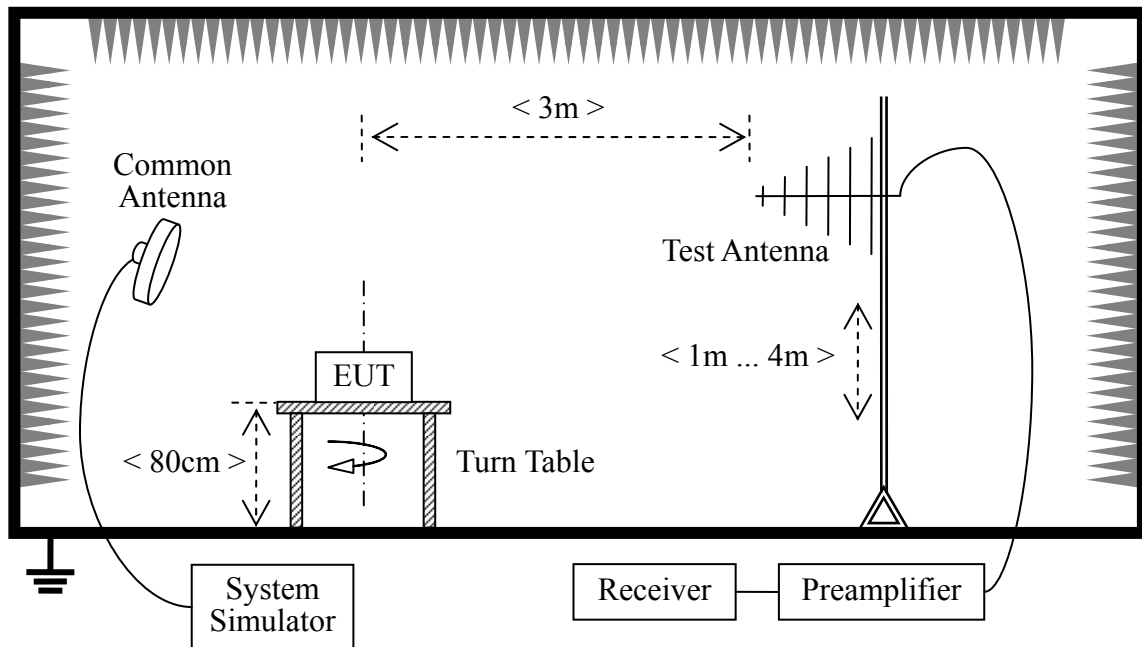 < 3m >
Common
Antenna
Test Antenna
< 1m ... 4m >
EUT
< 80cm >
Turn Table
System
Simulator
Receiver
Preamplifier